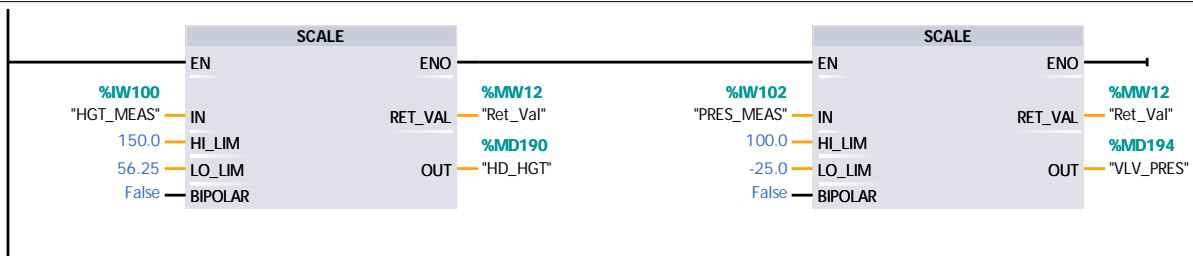 SCALE
EN ENO
%IW100 %MW12
"HGT_MEAS" IN RET_VAL "Ret_Val"
150.0 HI_LIM %MD190
56.25 LO_LIM OUT "HD_HGT"
False BIPOLAR
SCALE
EN ENO
%IW102 %MW12
"PRES_MEAS" IN RET_VAL "Ret_Val"
100.0 HI_LIM %MD194
-25.0 LO_LIM OUT "VLV_PRES"
False BIPOLAR